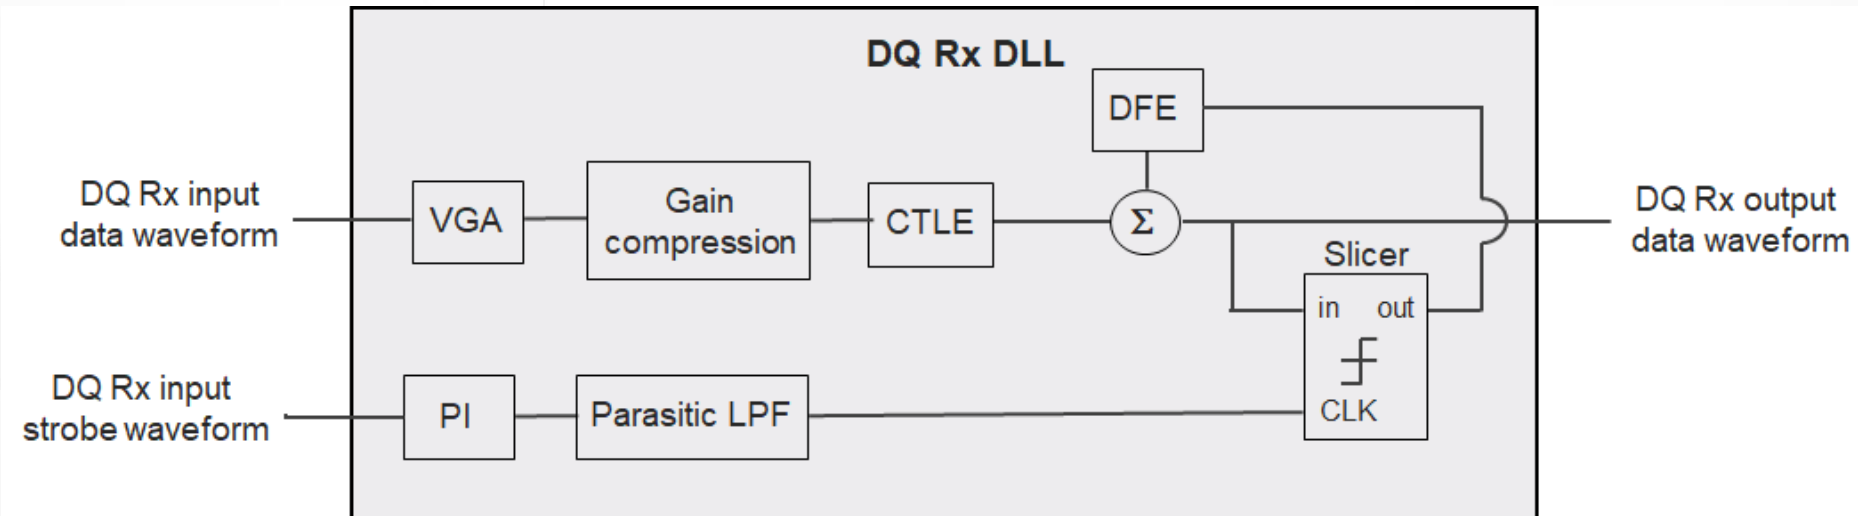 DQ Rx DLL
DFE
DQ Rx input
data waveform
VGA
Gain
compression
CTLE
Σ
DQ Rx output
data waveform
Slicer
in out
CLK
DQ Rx input
strobe waveform
PI
Parasitic LPF